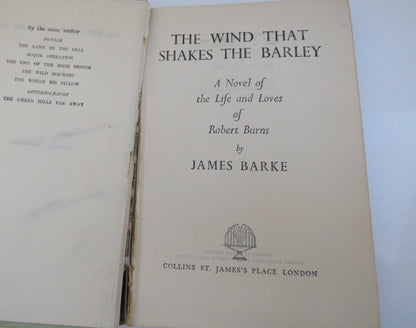 By the same author
NOVELS
THE LAND OF THE LEAL
MAJOR OPERATION
THE END OF THE HIGH BRIDGE
THE WILD MACRAES
THE WORLD HIS PILLOW
AUTOBIOGRAPHY
THE GREEN HILLS FAR AWAY
THE WIND THAT
SHAKES THE BARLEY
A Novel of
the Life and Loves
of
Robert Burns
by
JAMES BARKE
COLLINS ST. JAMES'S PLACE LONDON